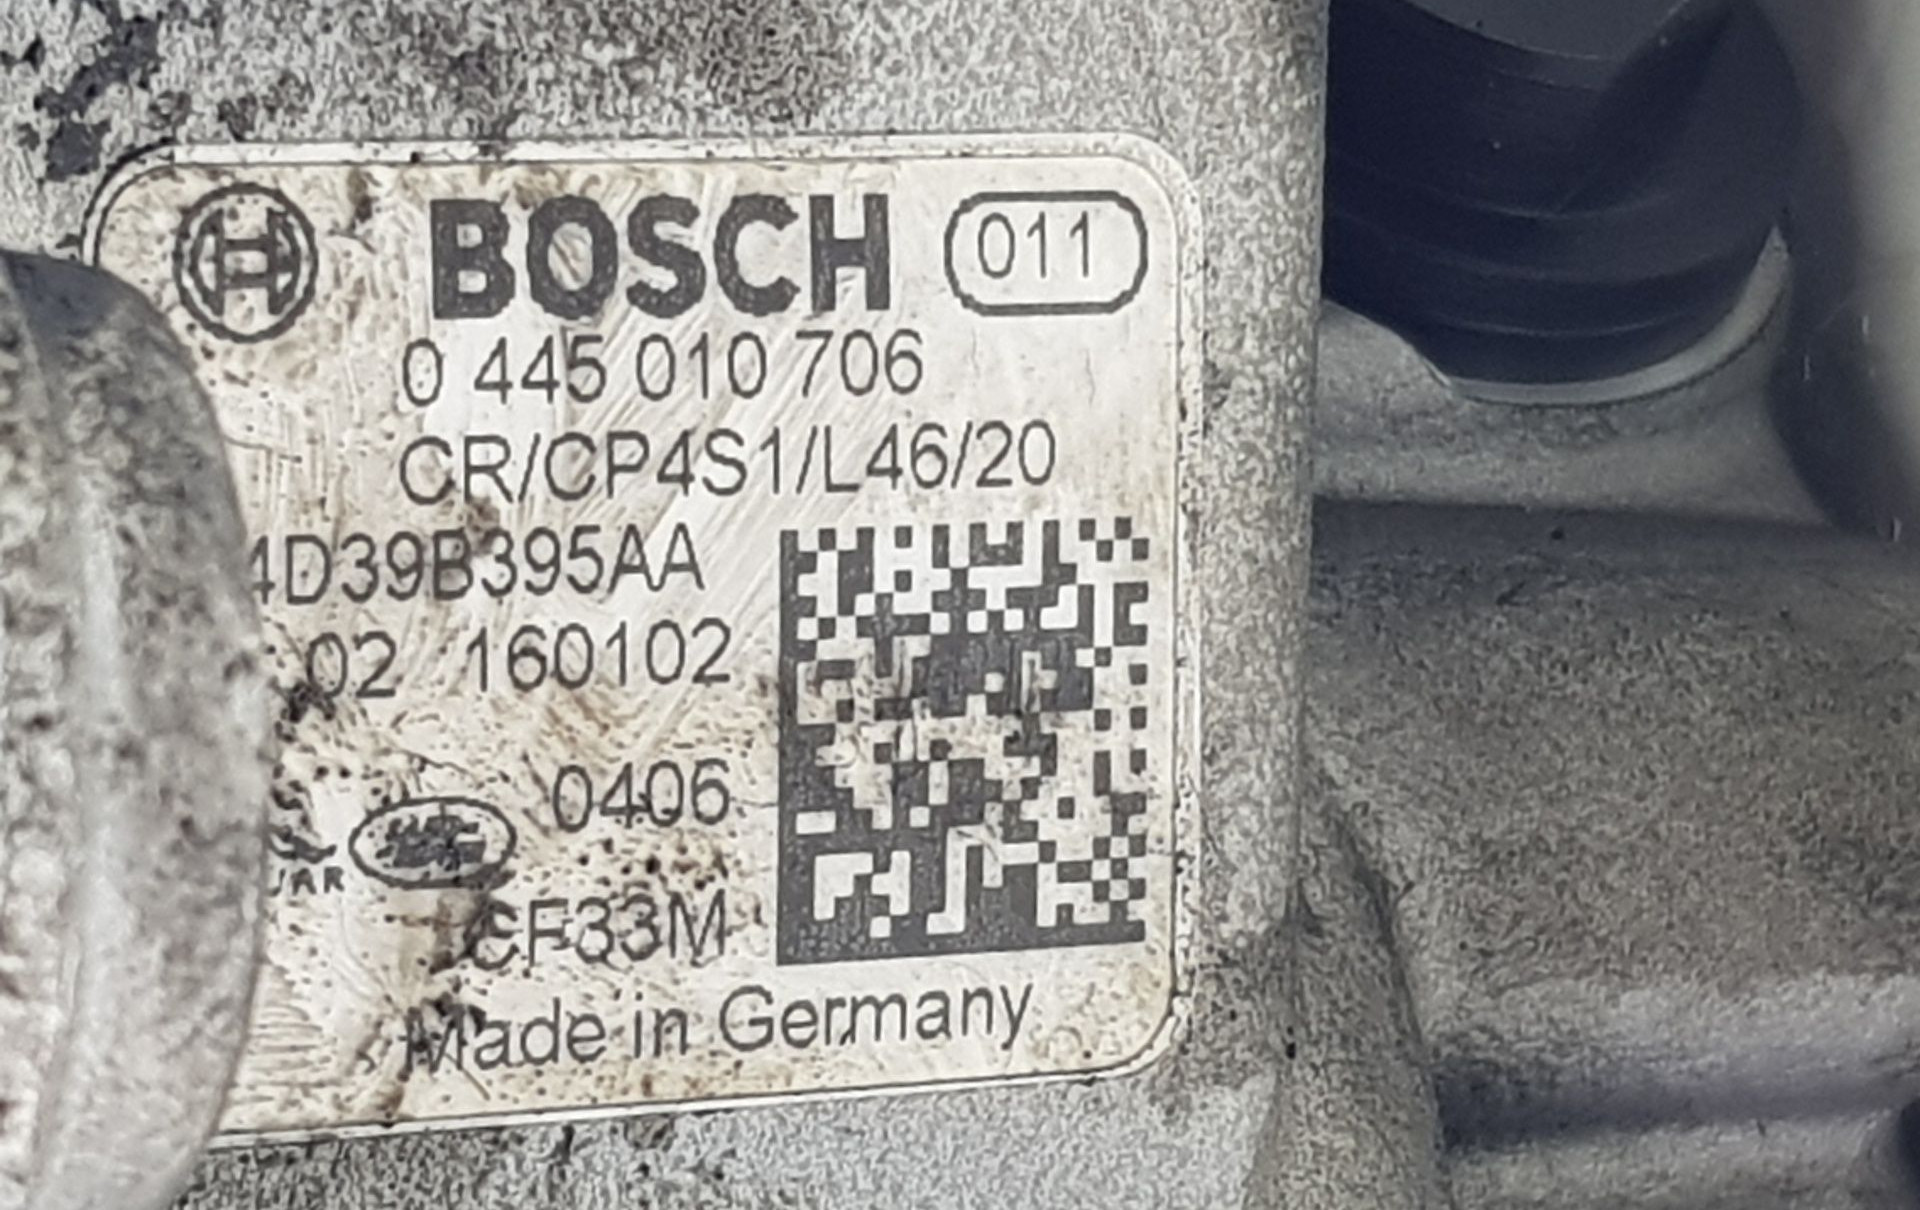 BOSCH 011
0 445 010 706
CR/CP4S1/L46/20
4D39B395AA
02 160102
0406
CF33M
Made in Germany